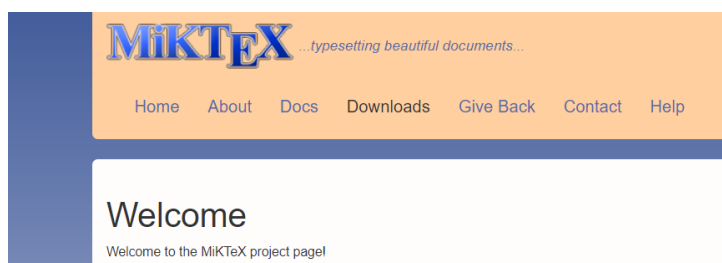 MiKTEX ...typesetting beautiful documents...
Home About Docs Downloads Give Back Contact Help
Welcome
Welcome to the MiKTeX project page!